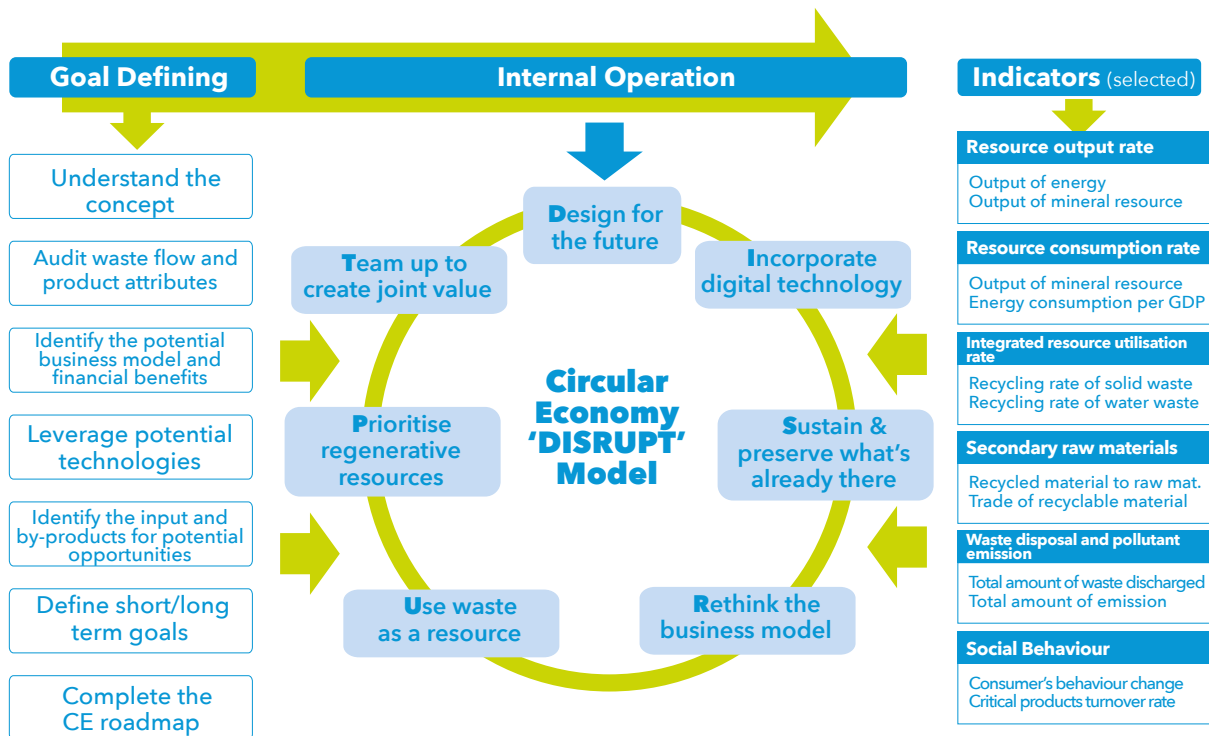 Goal Defining
Internal Operation
Indicators (selected)
Understand the
concept
Audit waste flow and
product attributes
Identify the potential
business model and
financial benefits
Leverage potential
technologies
Identify the input and
by-products for potential
opportunities
Define short/long
term goals
Complete the
CE roadmap
Design for
the future
Incorporate
digital technology
Sustain &
preserve what's
already there
Rethink the
business model
Use waste
as a resource
Prioritise
regenerative
resources
Team up to
create joint value
Circular
Economy
‘DISRUPT’
Model
Resource output rate
Output of energy
Output of mineral resource
Resource consumption rate
Output of mineral resource
Energy consumption per GDP
Integrated resource utilisation
rate
Recycling rate of solid waste
Recycling rate of water waste
Secondary raw materials
Recycled material to raw mat.
Trade of recyclable material
Waste disposal and pollutant
emission
Total amount of waste discharged
Total amount of emission
Social Behaviour
Consumer's behaviour change
Critical products turnover rate